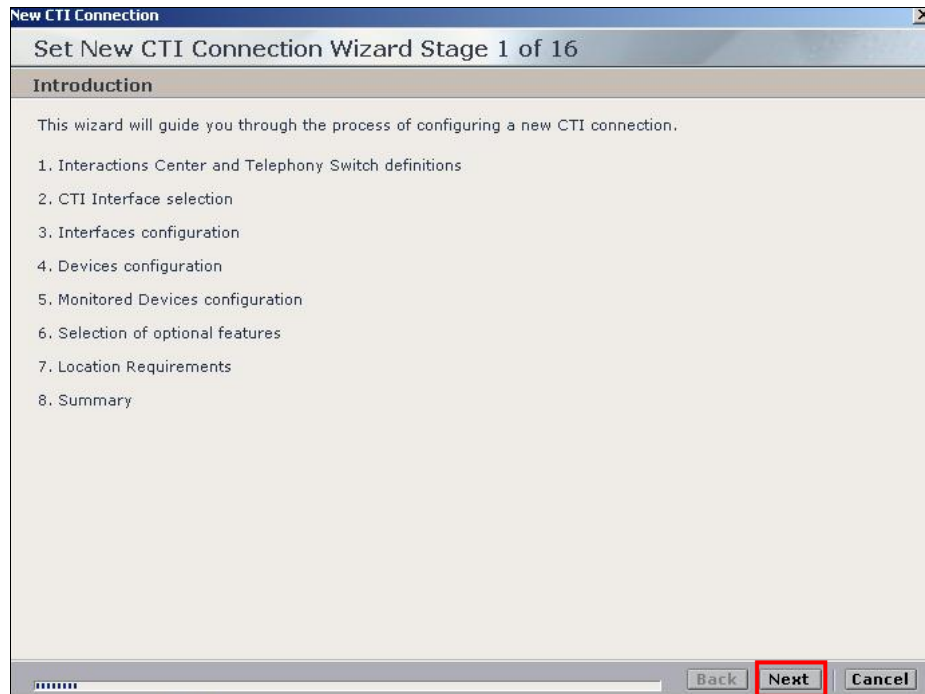 New CTI Connection
Set New CTI Connection Wizard Stage 1 of 16
Introduction
This wizard will guide you through the process of configuring a new CTI connection.
1. Interactions Center and Telephony Switch definitions
2. CTI Interface selection
3. Interfaces configuration
4. Devices configuration
5. Monitored Devices configuration
6. Selection of optional features
7. Location Requirements
8. Summary
Back Next Cancel